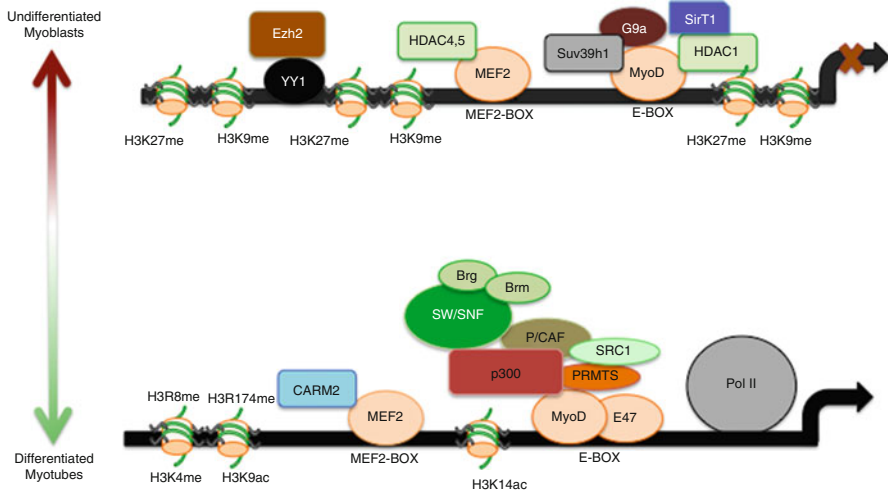 Undifferentiated
Myoblasts
Ezh2
YY1
HDAC4,5
MEF2
Suv39h1
G9a
SirT1
HDAC1
MyoD
MEF2-BOX
E-BOX
H3K27me
H3K9me
H3K27me
H3K9me
H3K27me
H3K9me
Brg
Brm
SW/SNF
P/CAF
SRC1
p300
PRMTS
Pol II
CARM2
H3R8me
H3R174me
MEF2
MyoD
E47
MEF2-BOX
E-BOX
Differentiated
Myotubes
H3K4me
H3K9ac
H3K14ac